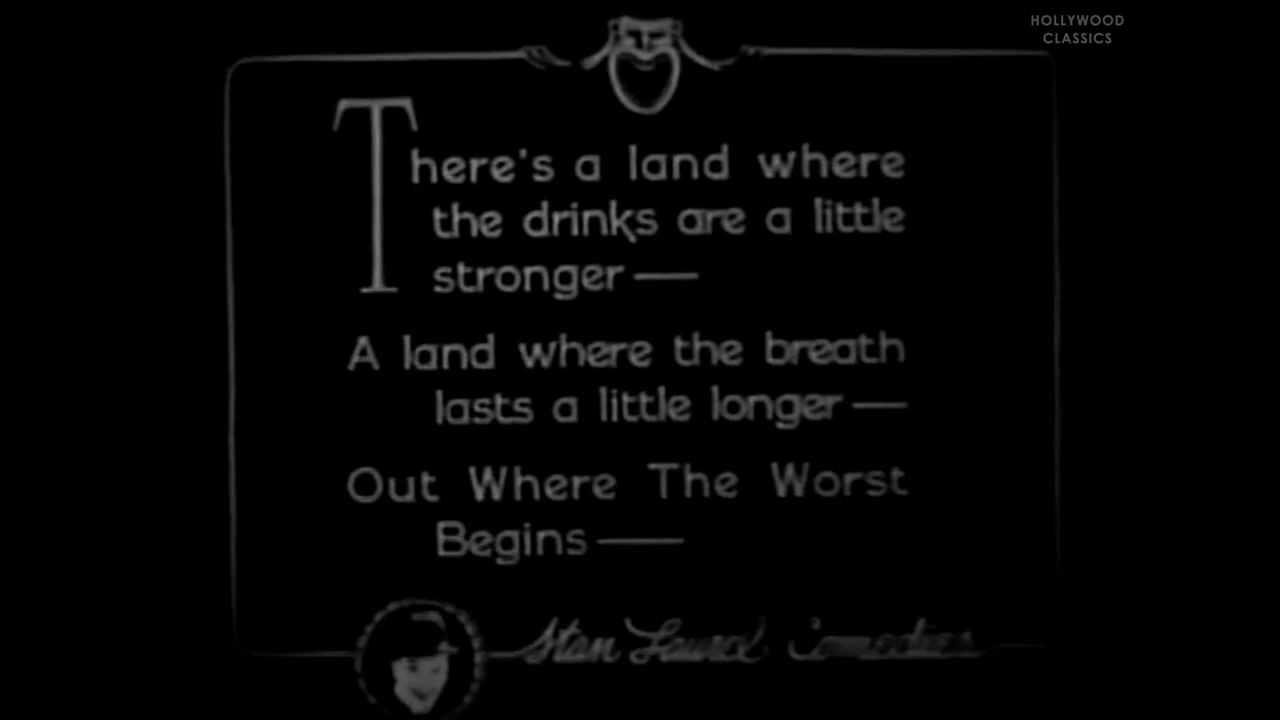 HOLLYWOOD
CLASSICS
There's a land where
the drinks are a little
stronger —
A land where the breath
lasts a little longer —
Out Where The Worst
Begins —
Stan Laurel Comedies